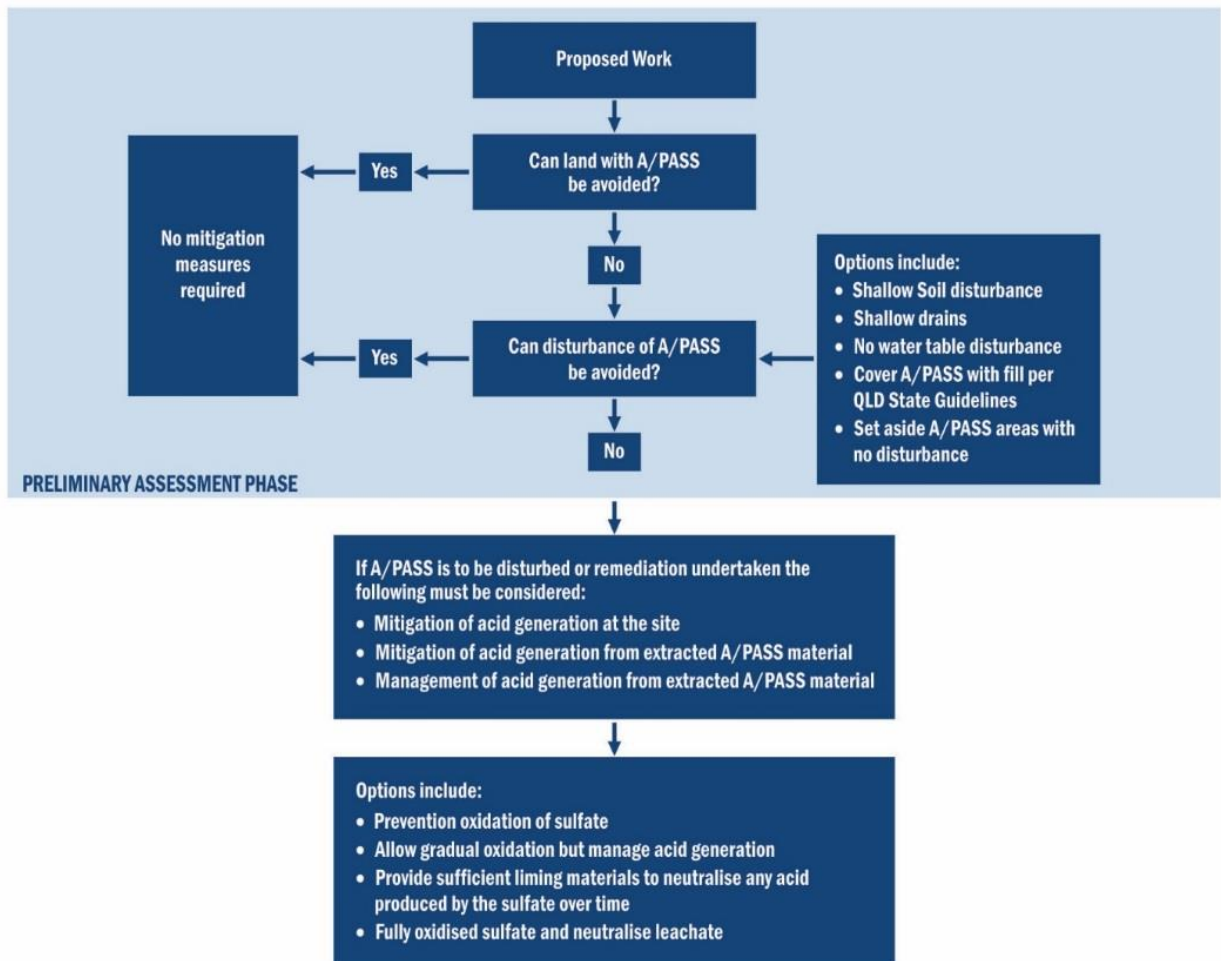 Proposed Work
Can land with A/PASS
be avoided?
Yes
No mitigation
measures
required
No
Options include:
• Shallow Soil disturbance
• Shallow drains
• No water table disturbance
• Cover A/PASS with fill per
QLD State Guidelines
• Set aside A/PASS areas with
no disturbance
Can disturbance of A/PASS
be avoided?
Yes
No
PRELIMINARY ASSESSMENT PHASE
If A/PASS is to be disturbed or remediation undertaken the
following must be considered:
• Mitigation of acid generation at the site
• Mitigation of acid generation from extracted A/PASS material
• Management of acid generation from extracted A/PASS material
Options include:
• Prevention oxidation of sulfate
• Allow gradual oxidation but manage acid generation
• Provide sufficient liming materials to neutralise any acid
produced by the sulfate over time
• Fully oxidised sulfate and neutralise leachate